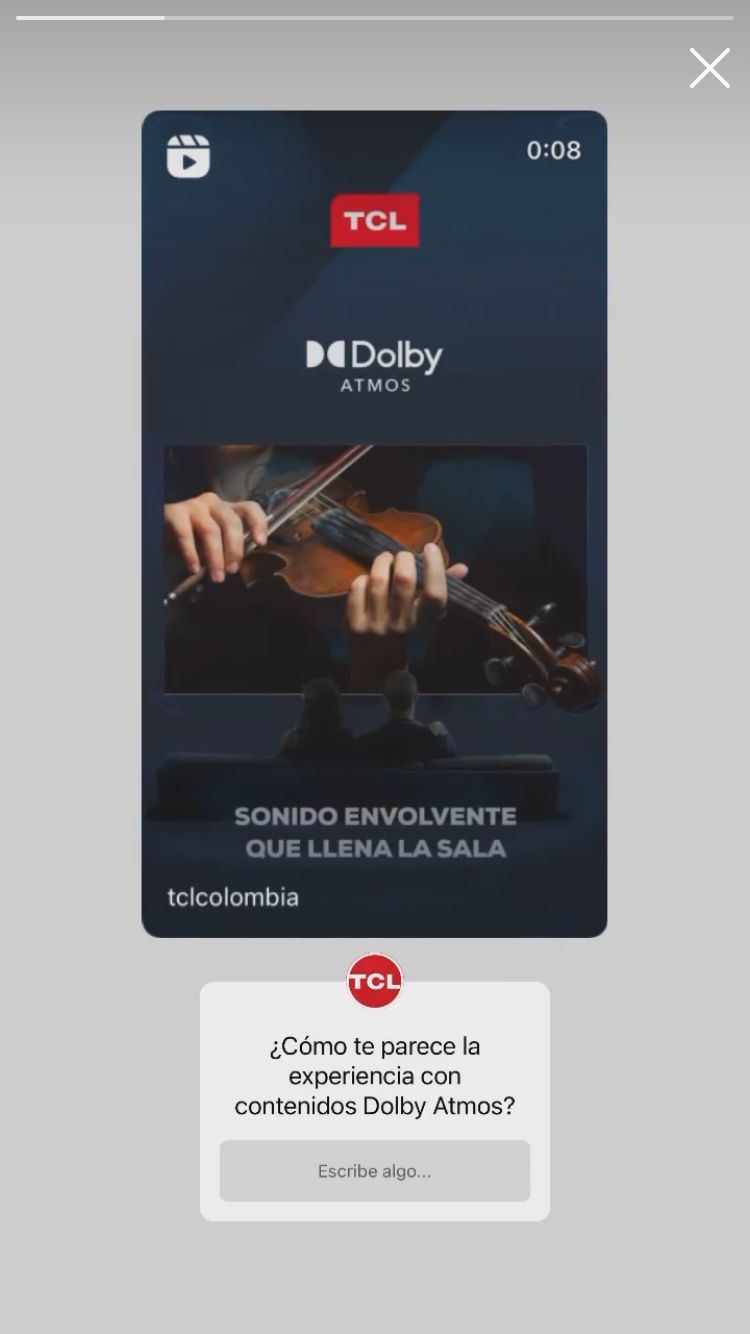 0:08
TCL
Dolby
ATMOS
SONIDO ENVOLVENTE
QUE LLENA LA SALA
tclcolombia
TCL
¿Cómo te parece la
experiencia con
contenidos Dolby Atmos?
Escribe algo...